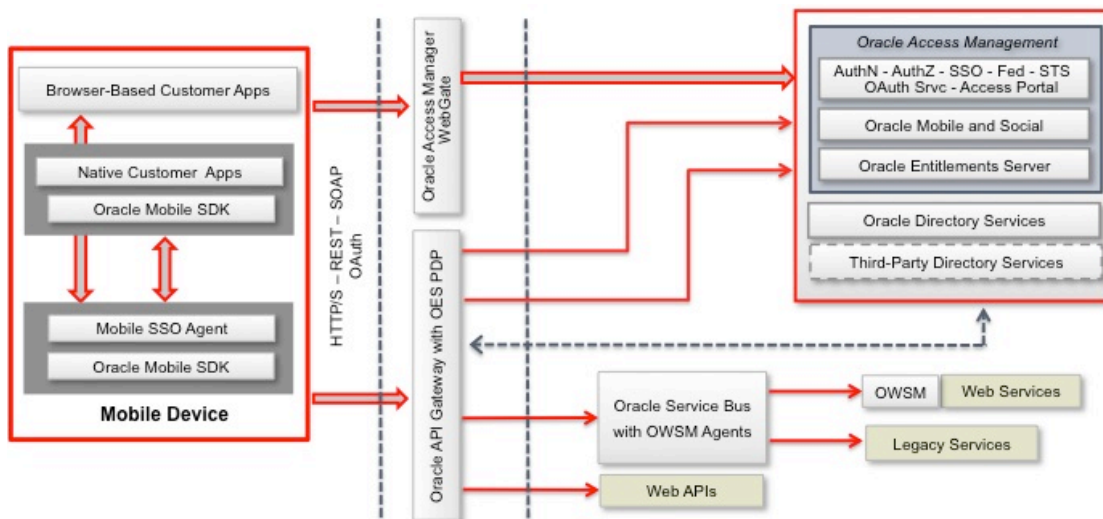 Browser-Based Customer Apps
Native Customer Apps
Oracle Mobile SDK
Mobile SSO Agent
Oracle Mobile SDK
Mobile Device
HTTP/S – REST – SOAP
OAuth
Oracle Access Manager
WebGate
Oracle API Gateway with OES PDP
Oracle Access Management
AuthN - AuthZ - SSO - Fed - STS
OAuth Srvc - Access Portal
Oracle Mobile and Social
Oracle Entitlements Server
Oracle Directory Services
Third-Party Directory Services
Oracle Service Bus
with OWSM Agents
OWSM
Web Services
Legacy Services
Web APIs